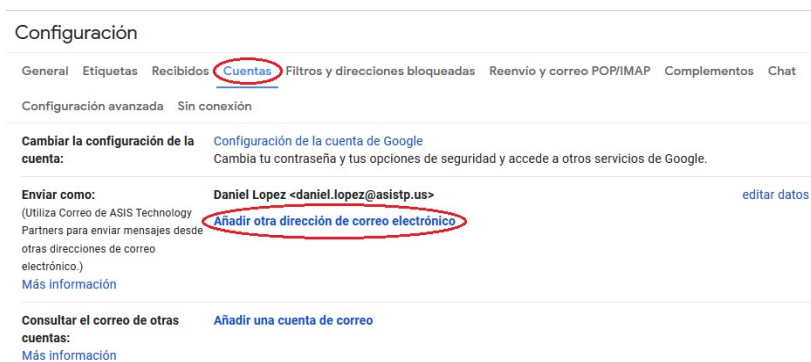 Configuración
General Etiquetas Recibidos Cuentas Filtros y direcciones bloqueadas Reenvío y correo POP/IMAP Complementos Chat
Configuración avanzada Sin conexión
Cambiar la configuración de la cuenta:
Configuración de la cuenta de Google
Cambia tu contraseña y tus opciones de seguridad y accede a otros servicios de Google.
Enviar como:
(Utiliza Correo de ASIS Technology
Partners para enviar mensajes desde
otras direcciones de correo
electrónico.)
Más información
Daniel Lopez <daniel.lopez@asistp.us>
editar datos
Añadir otra dirección de correo electrónico
Consultar el correo de otras
cuentas:
Más información
Añadir una cuenta de correo